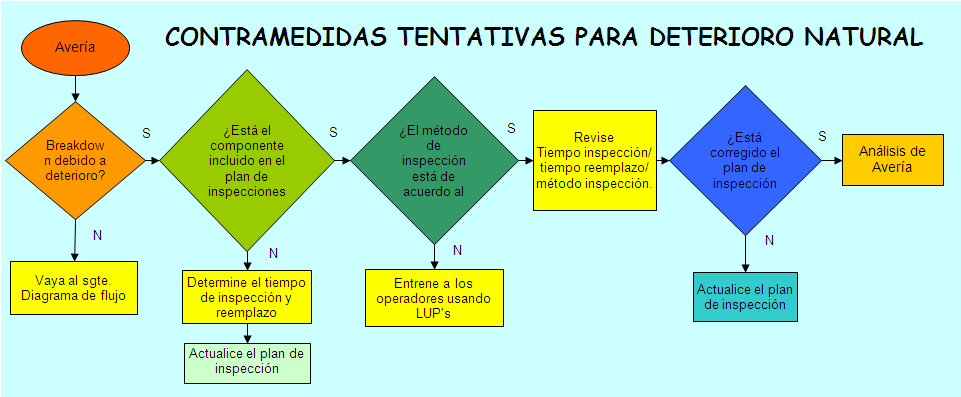 CONTRAMEDIDAS TENTATIVAS PARA DETERIORO NATURAL
Avería
Breakdow
n debido a
deterioro?
S
N
Vaya al sgte.
Diagrama de flujo
¿Está el
componente
incluido en el
plan de
inspecciones
S
N
Determine el tiempo
de inspección y
reemplazo
Actualice el plan de
inspección
¿El método
de
inspección
está de
acuerdo al
S
N
Entrene a los
operadores usando
LUP's
Revise
Tiempo inspección/
tiempo reemplazo/
método inspección.
¿Está
corregido el
plan de
inspección
S
N
Actualice el plan
de inspección
Análisis de
Avería